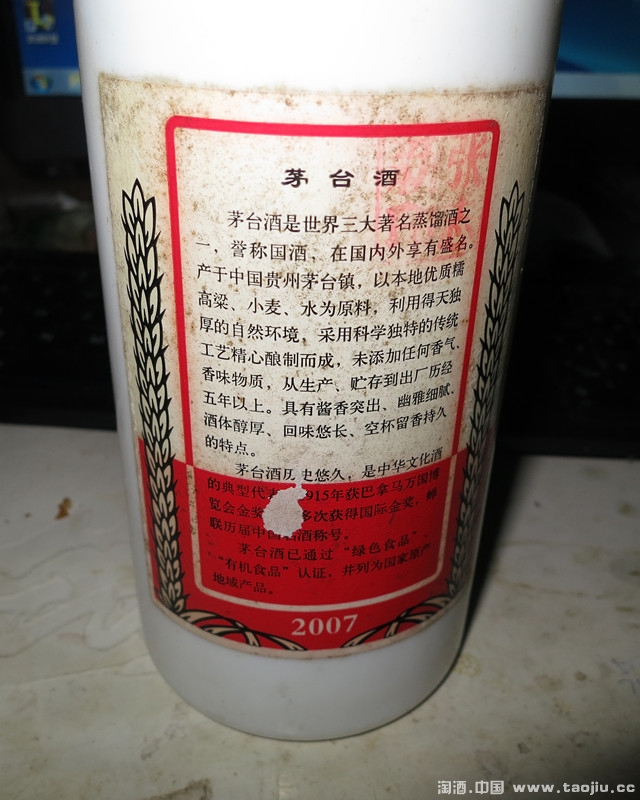 茅台酒
茅台酒是世界三大著名蒸馏酒之
一，誉称国酒，在国内外享有盛名。
产于中国贵州茅台镇，以本地优质糯
高粱、小麦、水为原料，利用得天独
厚的自然环境，采用科学独特的传统
工艺精心酿制而成，未添加任何香气、
香味物质，从生产、贮存到出厂历经
五年以上。具有酱香突出、幽雅细腻、
酒体醇厚、回味悠长、空杯留香持久
的特点。
茅台酒历史悠久，是中华文化酒
的典型代表 915年获巴拿马万国博
览会金奖 多次获得国际金奖，蝉
联历届中国名酒称号。
茅台酒已通过“绿色食品”、
“有机食品”认证，并列为国家原产
地域产品。
2007
淘酒.中国 www.taojiu.cc